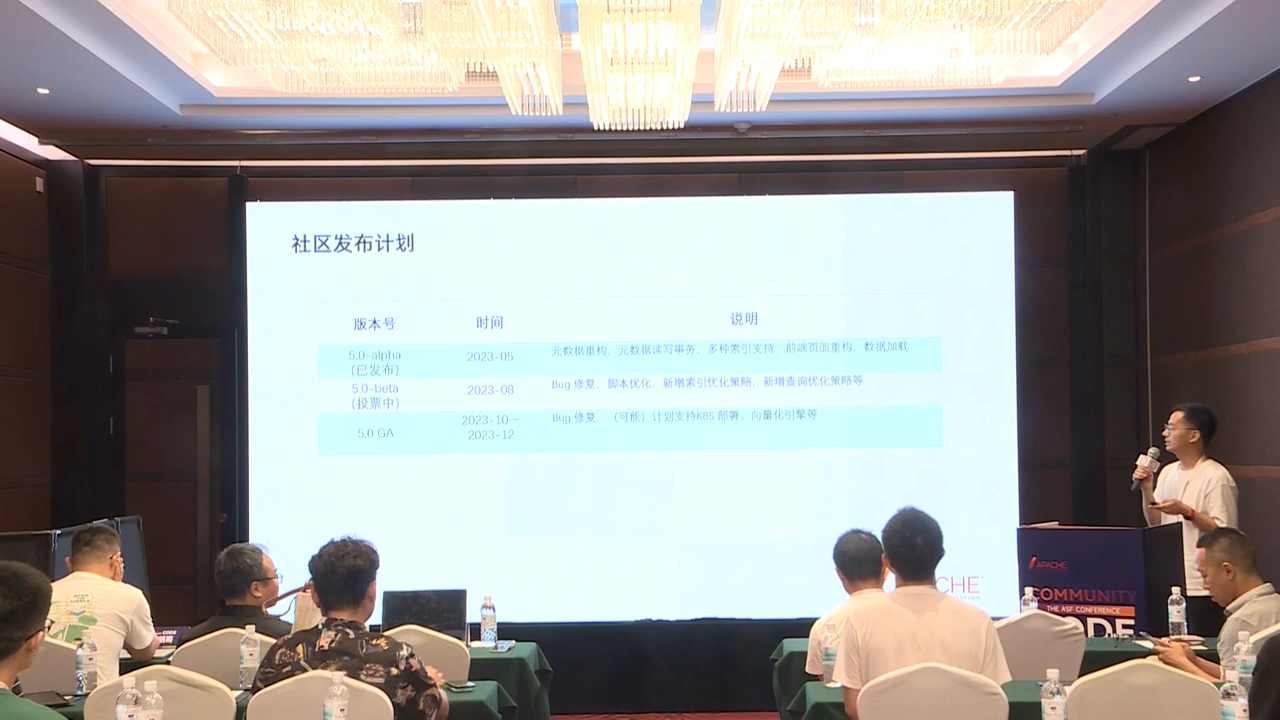 社区发布计划
版本号 时间 说明
5.0-alpha
（已发布） 2023-05 元数据重构、元数据读写事务、多种索引支持、前端页面重构、数据加载
5.0-beta
（投票中） 2023-08 Bug 修复、脚本优化、新增索引优化策略、新增查询优化策略等
5.0 GA 2023-10 -
2023-12 Bug 修复、（可能）计划支持K8S 部署、向量化引擎等
CHE
APACHE
COMMUNITY
THE ASF CONFERENCE
CODE